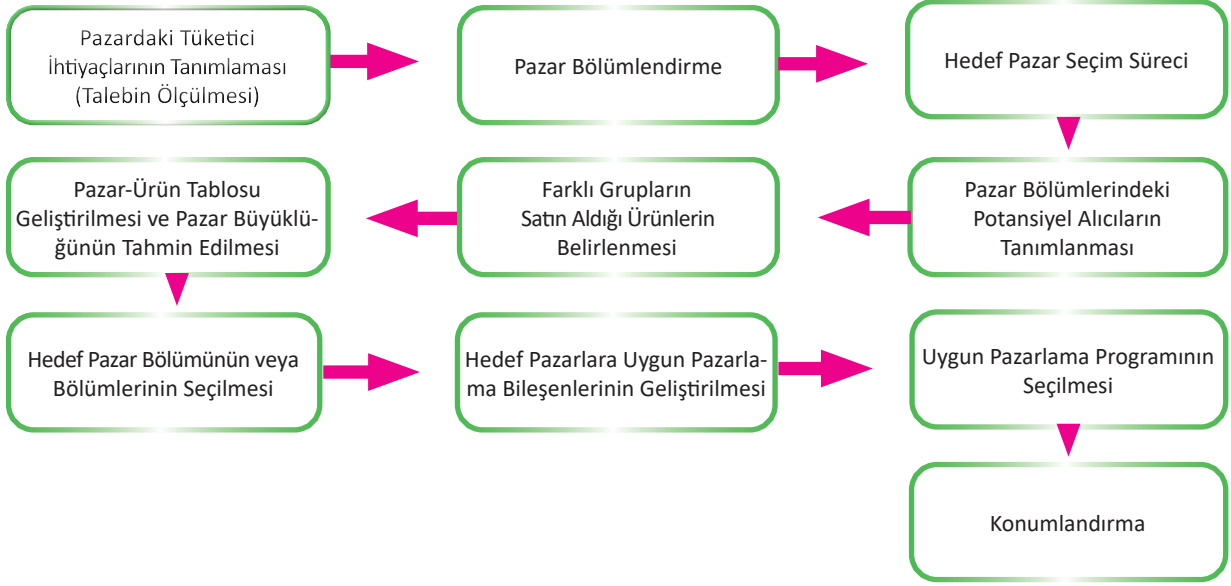 Pazardaki Tüketici
İhtiyaçlarının Tanımlaması
(Talebin Ölçülmesi)
Pazar Bölümlendirme
Hedef Pazar Seçim Süreci
Pazar Bölümlerindeki
Potansiyel Alıcıların
Tanımlanması
Farklı Grupların
Satın Aldığı Ürünlerin
Belirlenmesi
Pazar-Ürün Tablosu
Geliştirilmesi ve Pazar Büyüklü-
ğünün Tahmin Edilmesi
Hedef Pazar Bölümünün veya
Bölümlerinin Seçilmesi
Hedef Pazarlara Uygun Pazarla-
ma Bileşenlerinin Geliştirilmesi
Uygun Pazarlama Programının
Seçilmesi
Konumlandırma